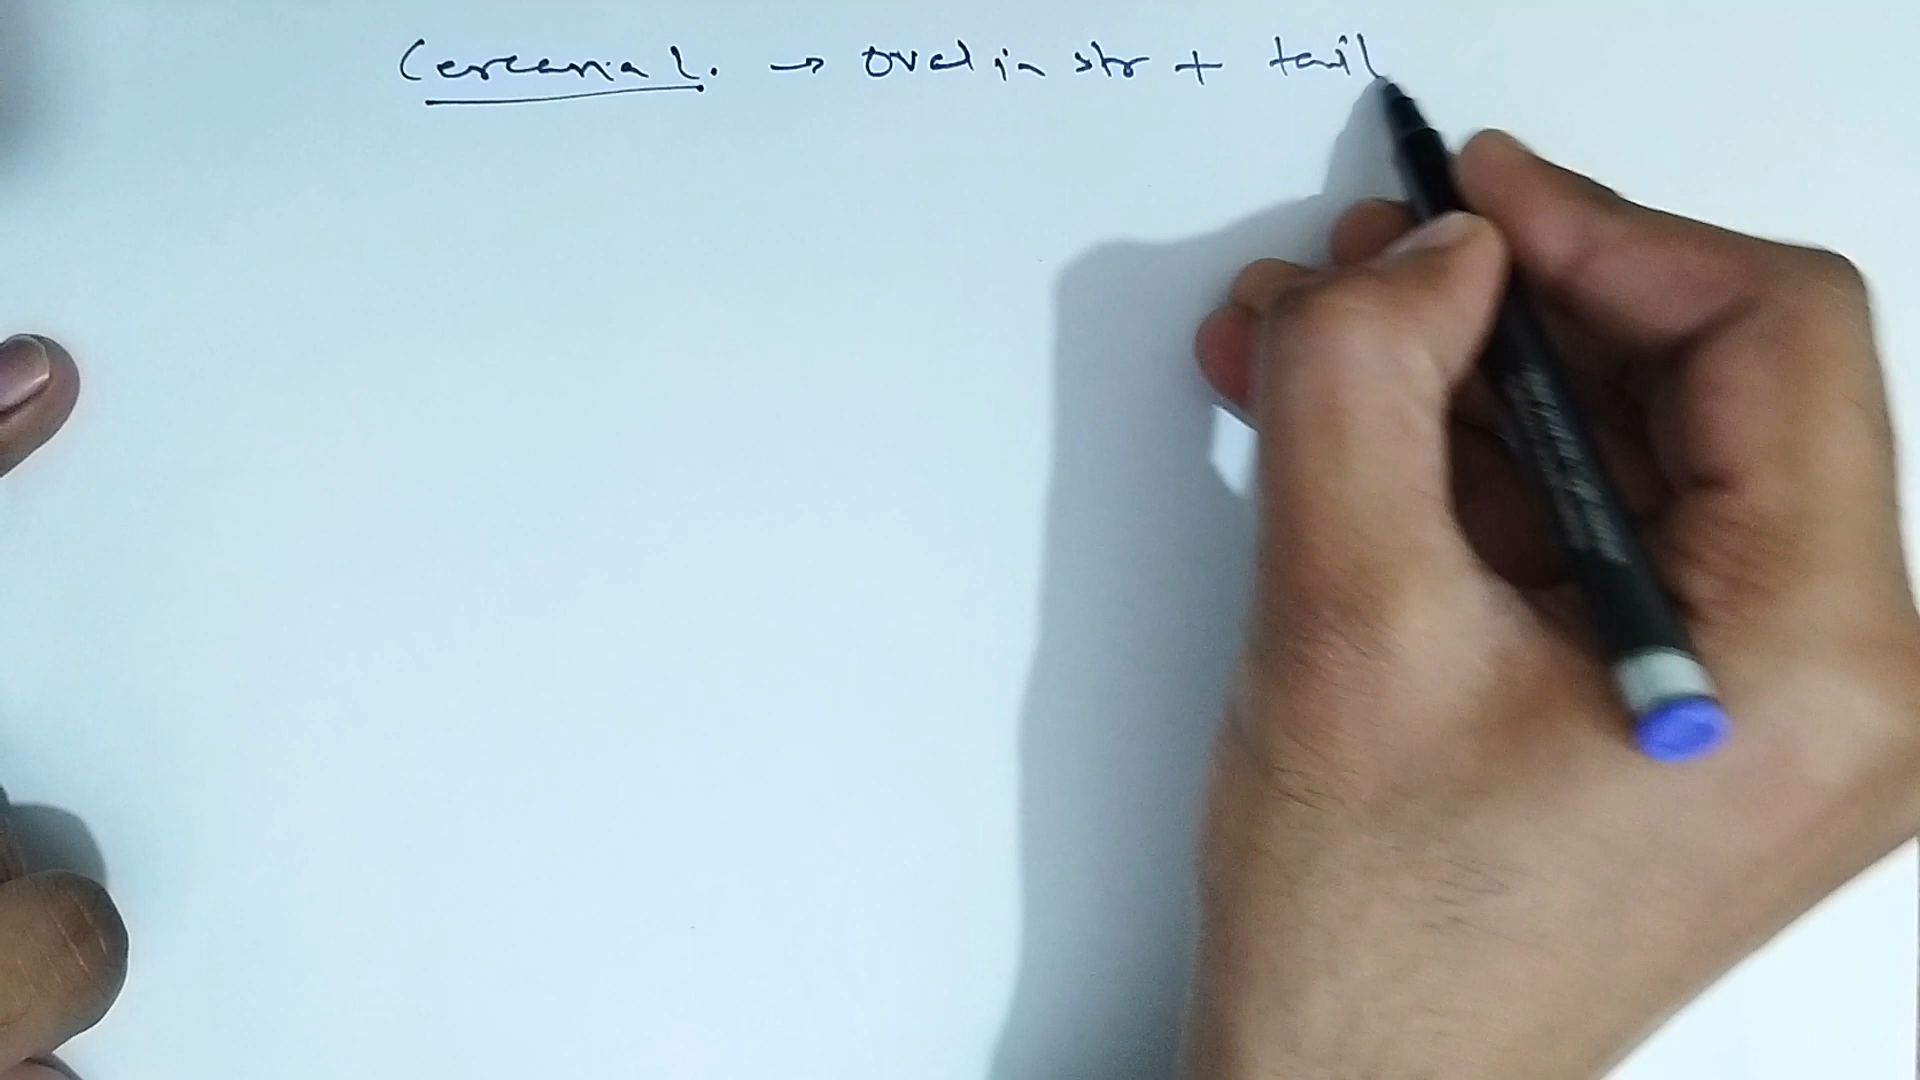 Cercaria L. → Oval in str + tail